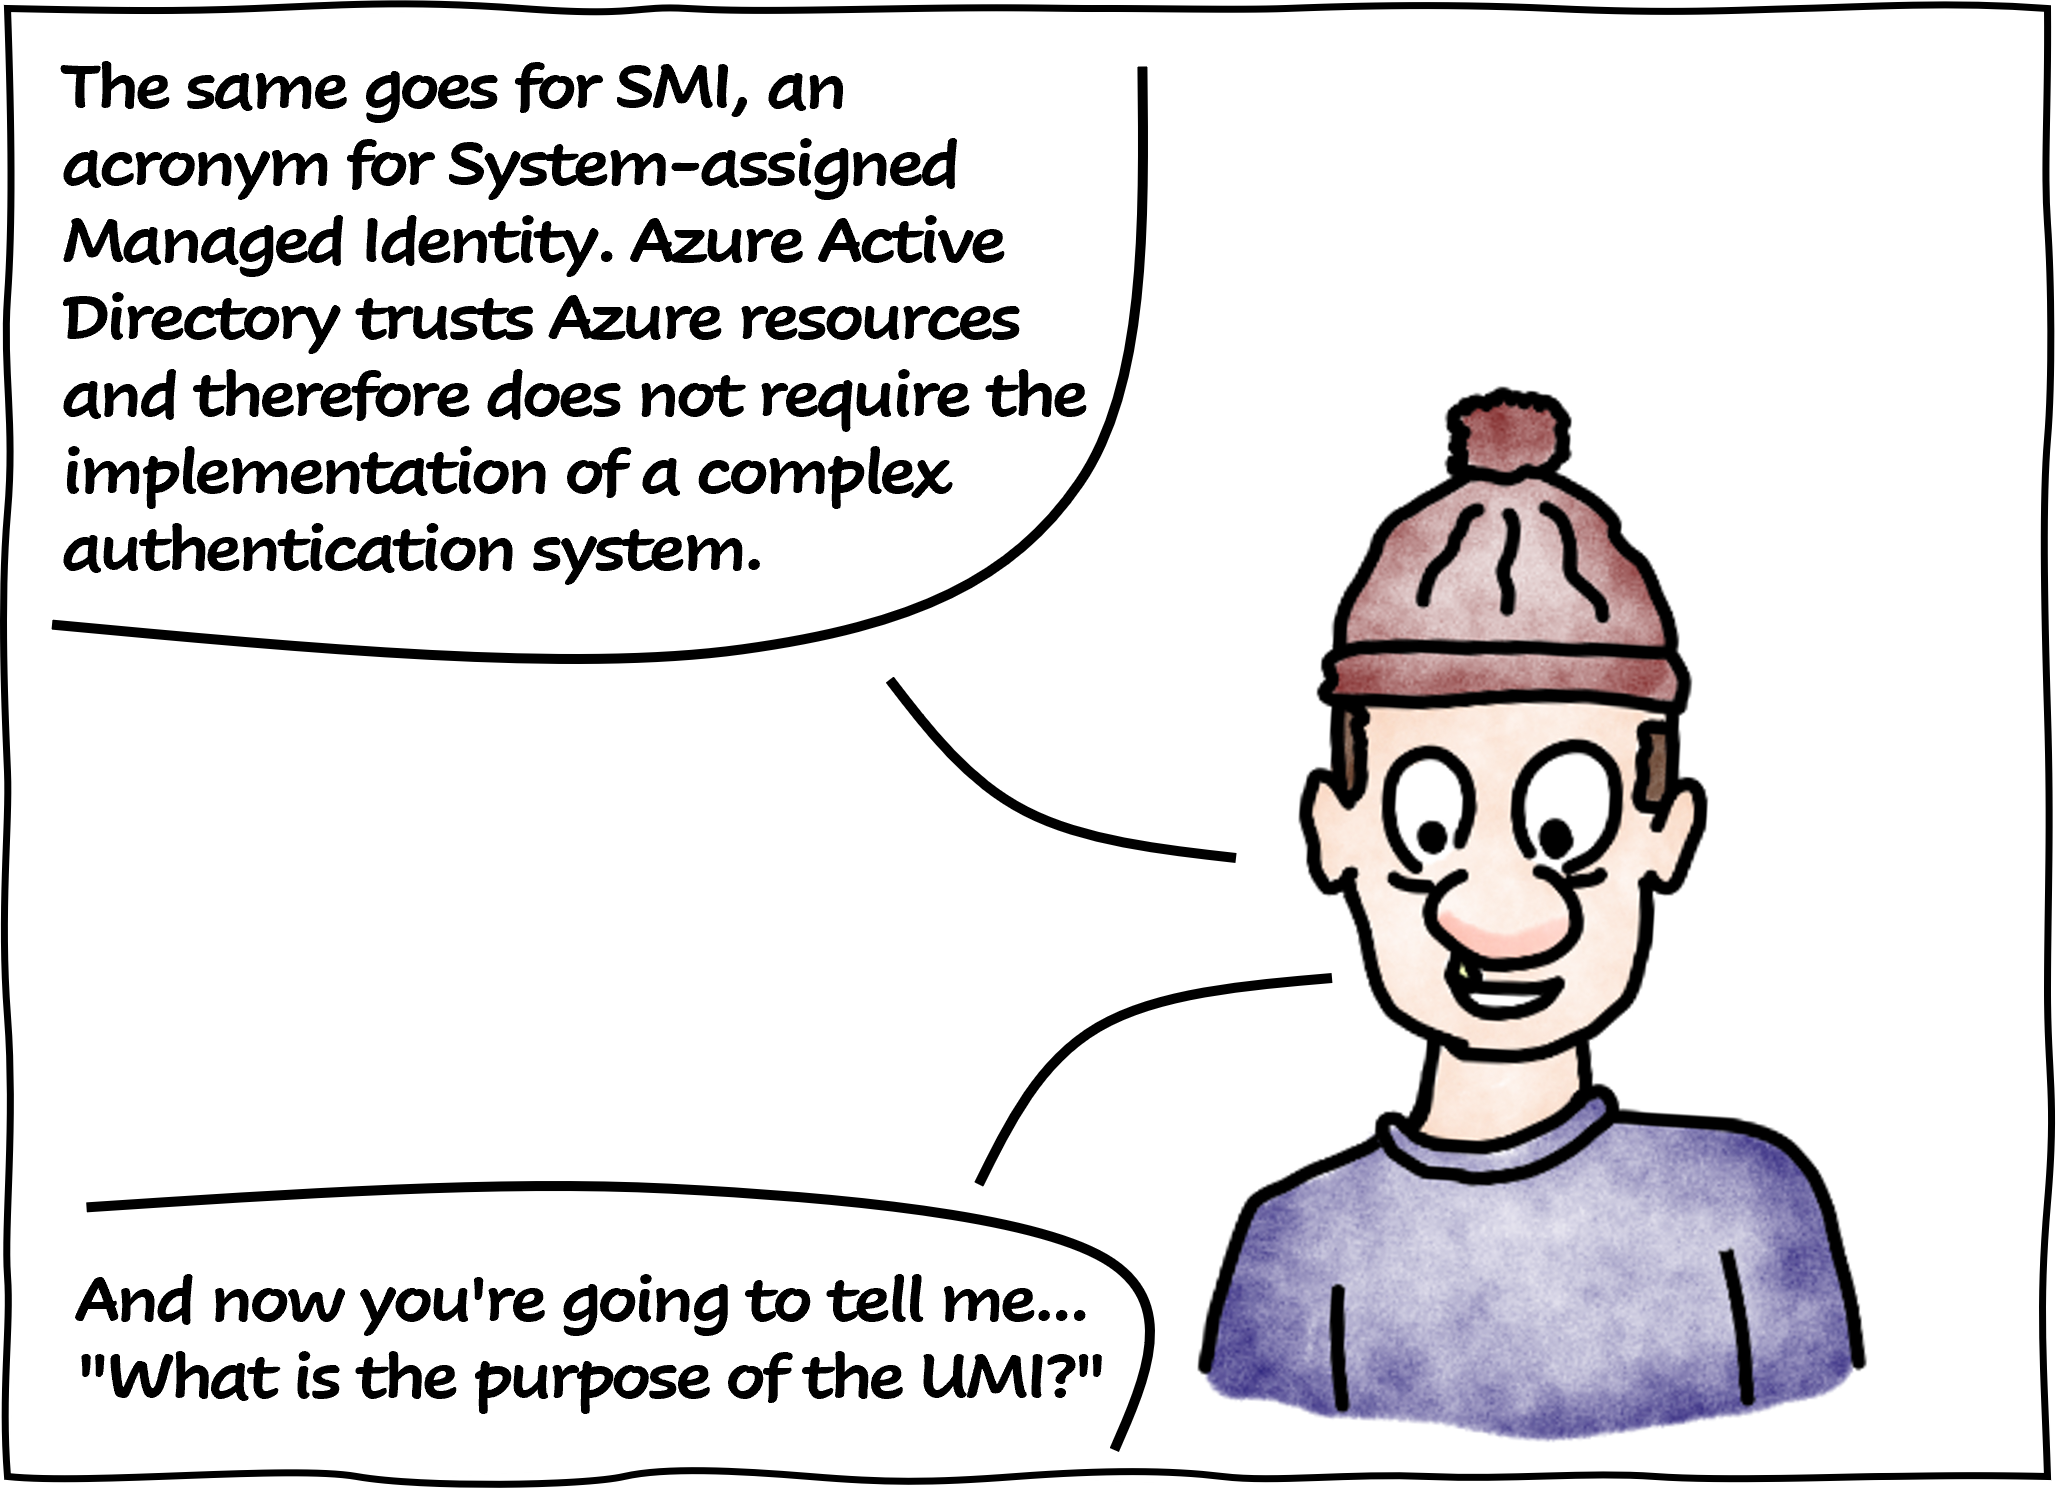 The same goes for SMI, an
acronym for System-assigned
Managed Identity. Azure Active
Directory trusts Azure resources
and therefore does not require the
implementation of a complex
authentication system.
And now you're going to tell me...
"What is the purpose of the UMI?"